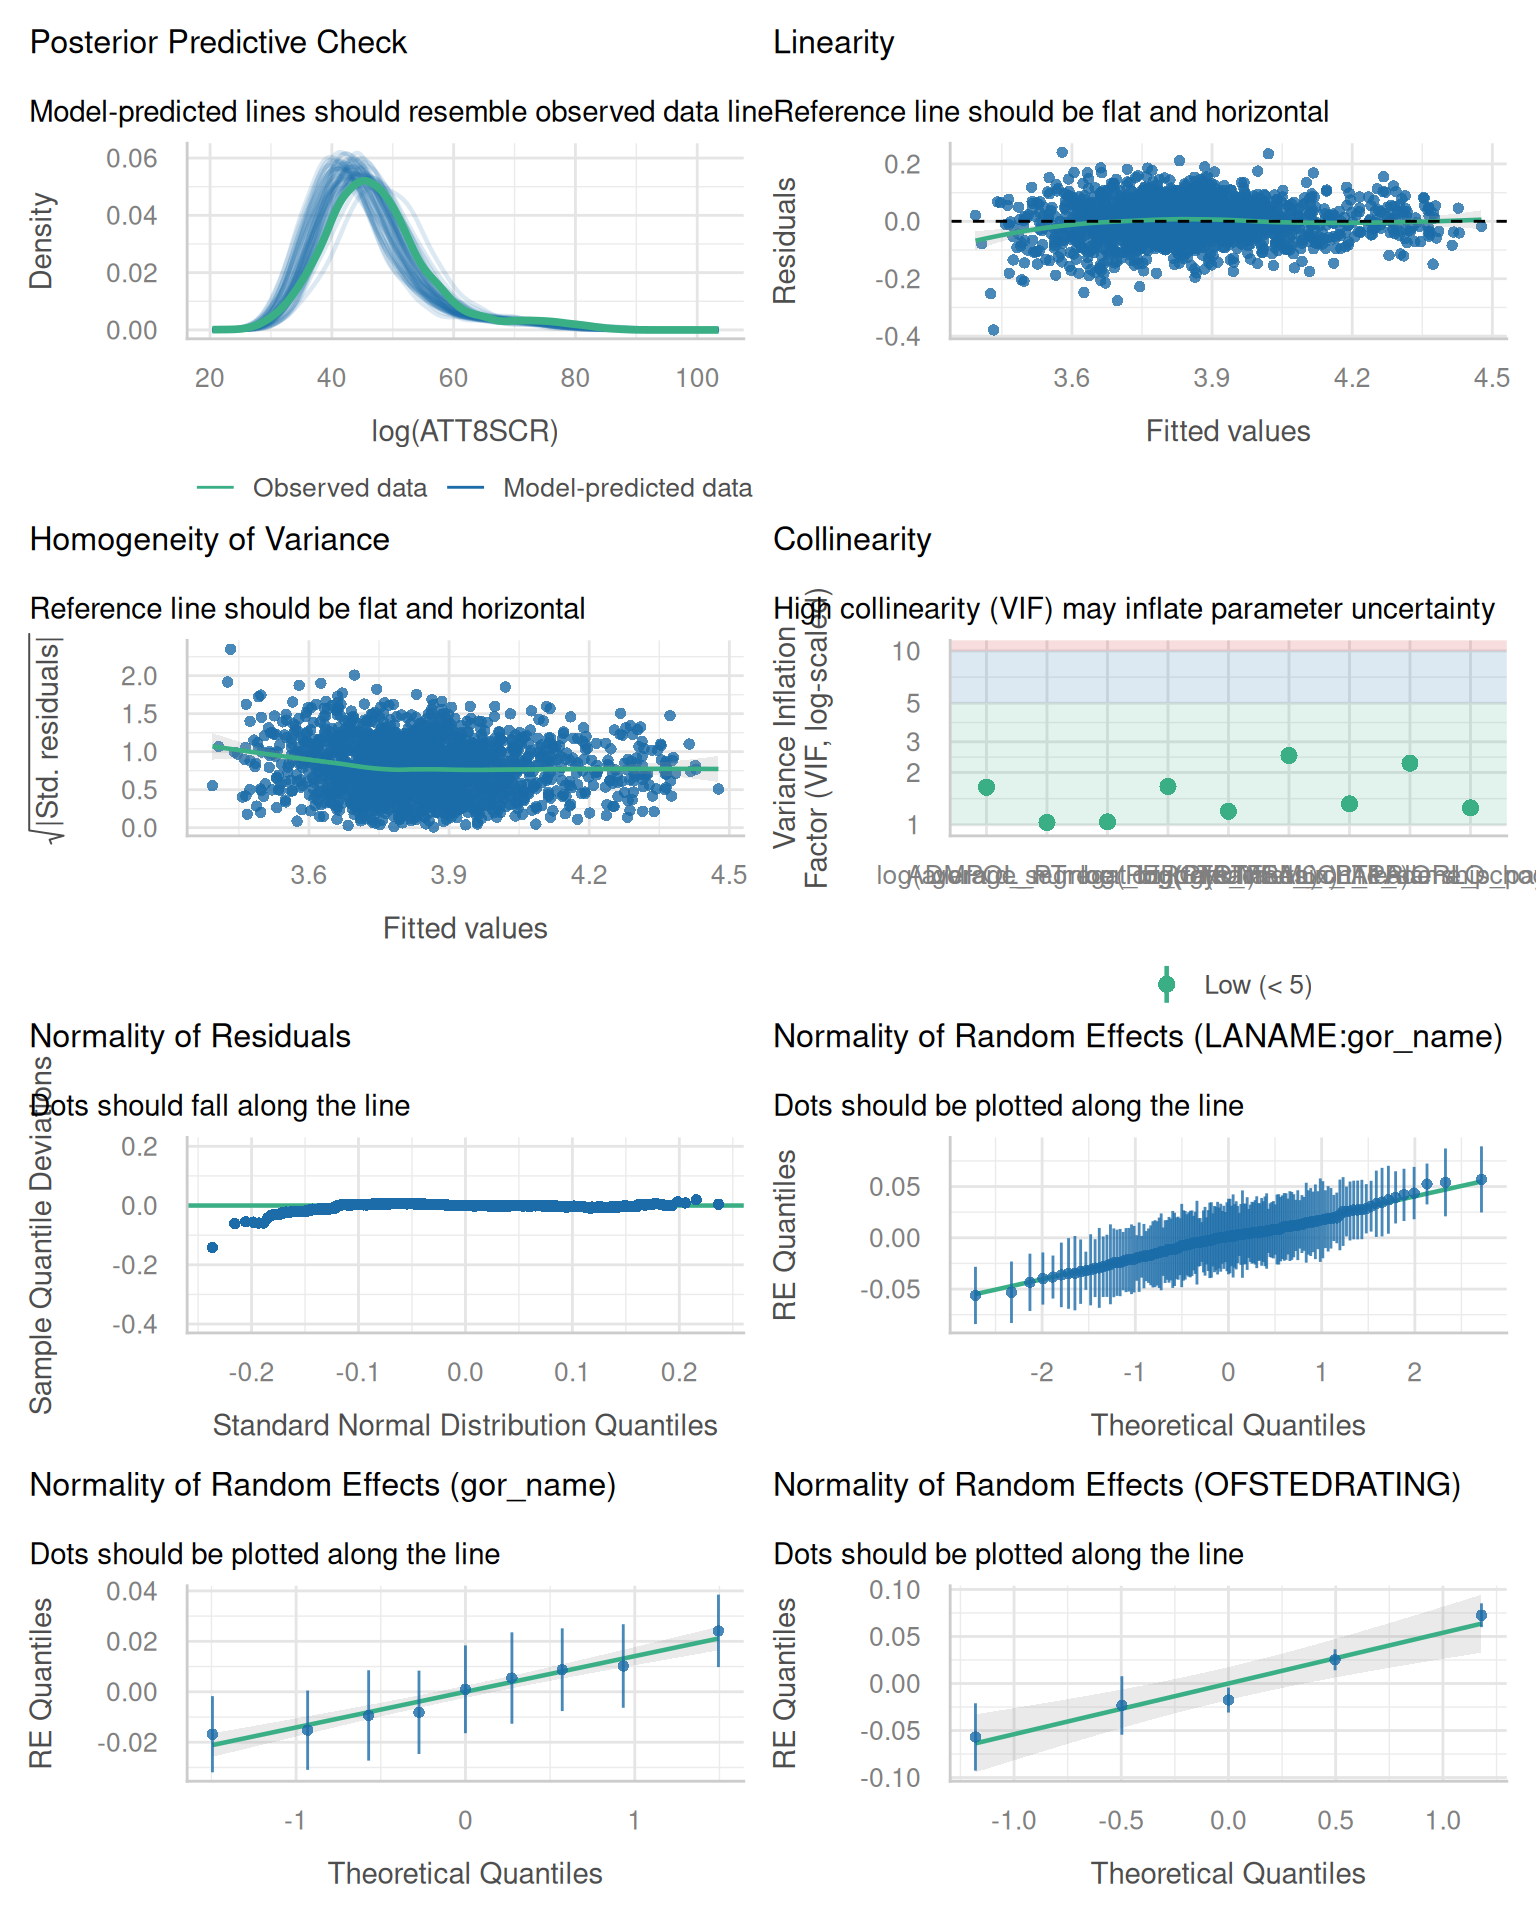 Posterior Predictive Check
Model-predicted lines should resemble observed data line
Density
0.06
0.04
0.02
0.00
20 40 60 80 100
log(ATT8SCR)
Observed data Model-predicted data
Linearity
Reference line should be flat and horizontal
Residuals
0.2
0.0
-0.2
-0.4
3.6 3.9 4.2 4.5
Fitted values
Homogeneity of Variance
Reference line should be flat and horizontal
√|Std. residuals|
2.0
1.5
1.0
0.5
0.0
3.6 3.9 4.2 4.5
Fitted values
Collinearity
High collinearity (VIF) may inflate parameter uncertainty
Variance Inflation
Factor (VIF, log-scaled)
10
5
3
2
1
Low (< 5)
Normality of Residuals
Dots should fall along the line
Sample Quantile Deviations
0.2
0.0
-0.2
-0.4
-0.2 -0.1 0.0 0.1 0.2
Standard Normal Distribution Quantiles
Normality of Random Effects (LANAME:gor_name)
Dots should be plotted along the line
RE Quantiles
0.05
0.00
-0.05
-2 -1 0 1 2
Theoretical Quantiles
Normality of Random Effects (gor_name)
Dots should be plotted along the line
RE Quantiles
0.04
0.02
0.00
-0.02
-1 0 1
Theoretical Quantiles
Normality of Random Effects (OFSTEDRATING)
Dots should be plotted along the line
RE Quantiles
0.10
0.05
0.00
-0.05
-0.10
-1.0 -0.5 0.0 0.5 1.0
Theoretical Quantiles